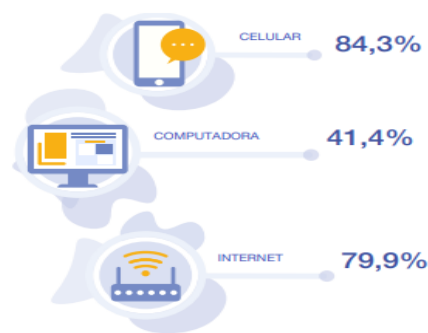 CELULAR 84,3%
COMPUTADORA 41,4%
INTERNET 79,9%